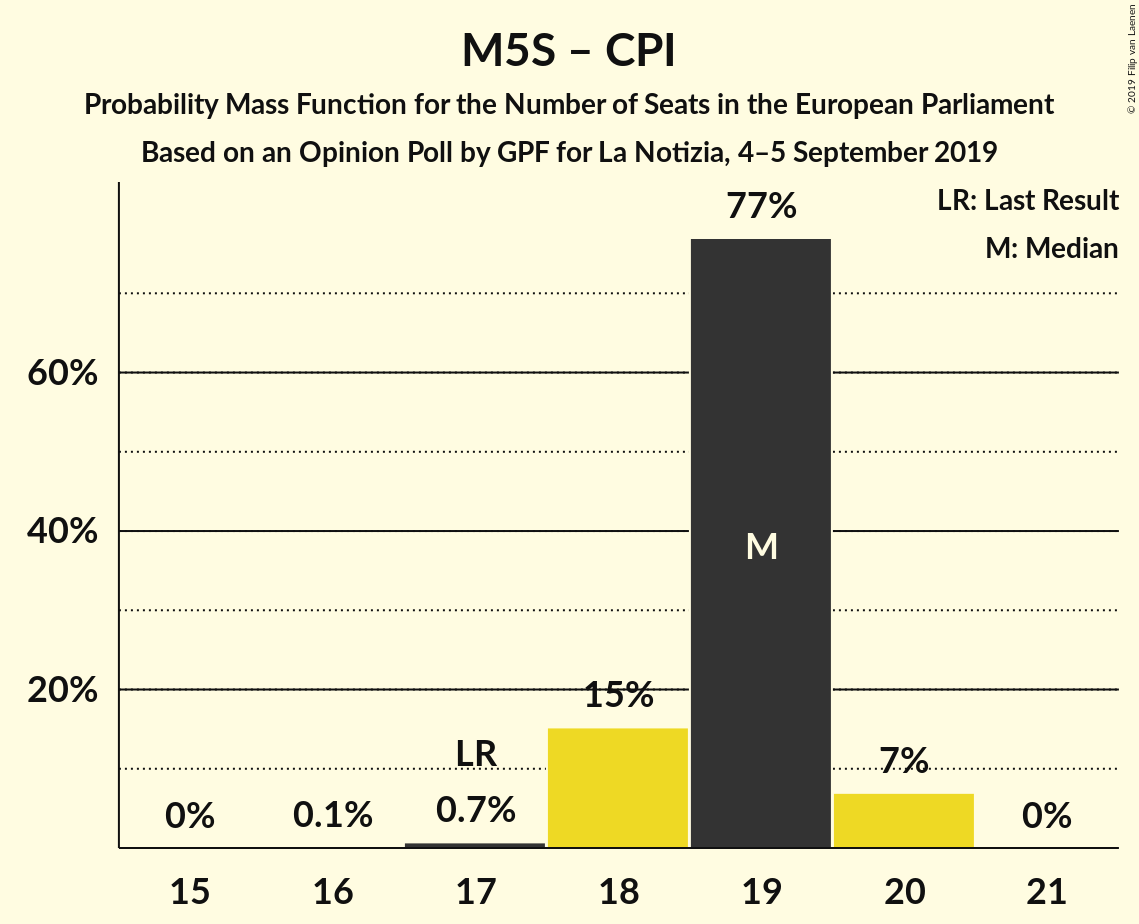 M5S – CPI
Probability Mass Function for the Number of Seats in the European Parliament
Based on an Opinion Poll by GPF for La Notizia, 4–5 September 2019
© 2019 Filip van Laenen
LR: Last Result
M: Median
77%
60%
40%
M
20%
15%
LR
7%
0%
0.1%
0.7%
0%
15 16 17 18 19 20 21